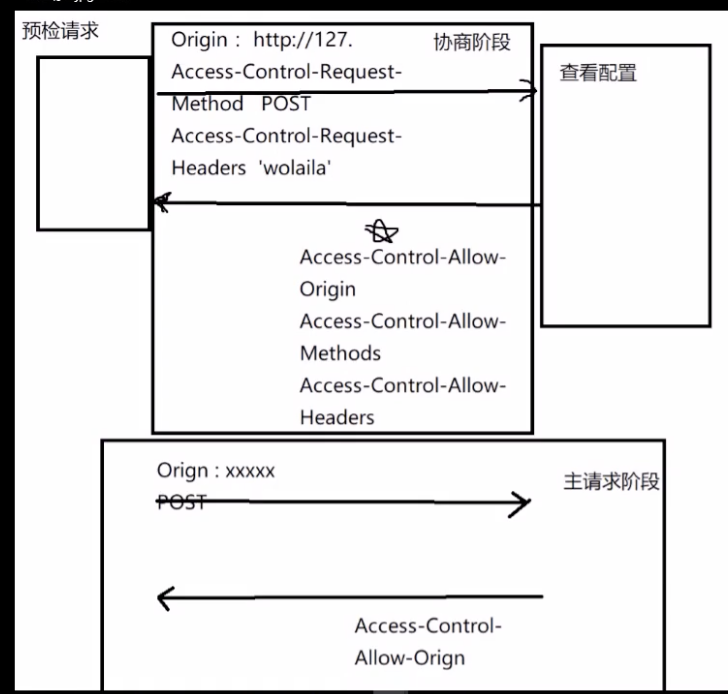 预检请求
Origin： http://127.
协商阶段
Access-Control-Request-
Method POST
Access-Control-Request-
Headers 'wolaila'
查看配置
Access-Control-Allow-
Origin
Access-Control-Allow-
Methods
Access-Control-Allow-
Headers
Orign : xxxxx
POST
主请求阶段
Access-Control-
Allow-Orign